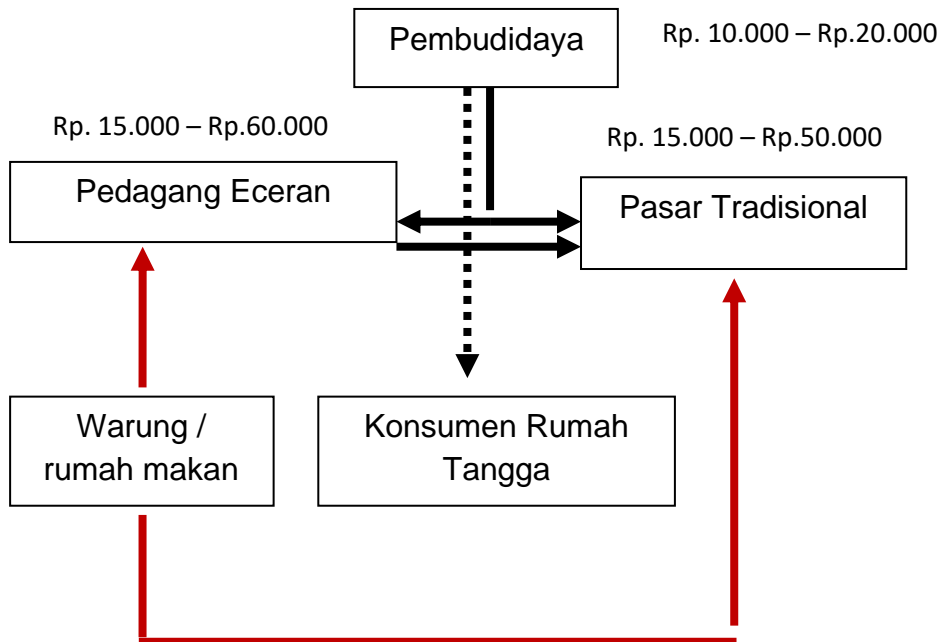 Pembudidaya
Rp. 10.000 – Rp.20.000
Rp. 15.000 – Rp.60.000
Rp. 15.000 – Rp.50.000
Pedagang Eceran
Pasar Tradisional
Warung /
rumah makan
Konsumen Rumah
Tangga